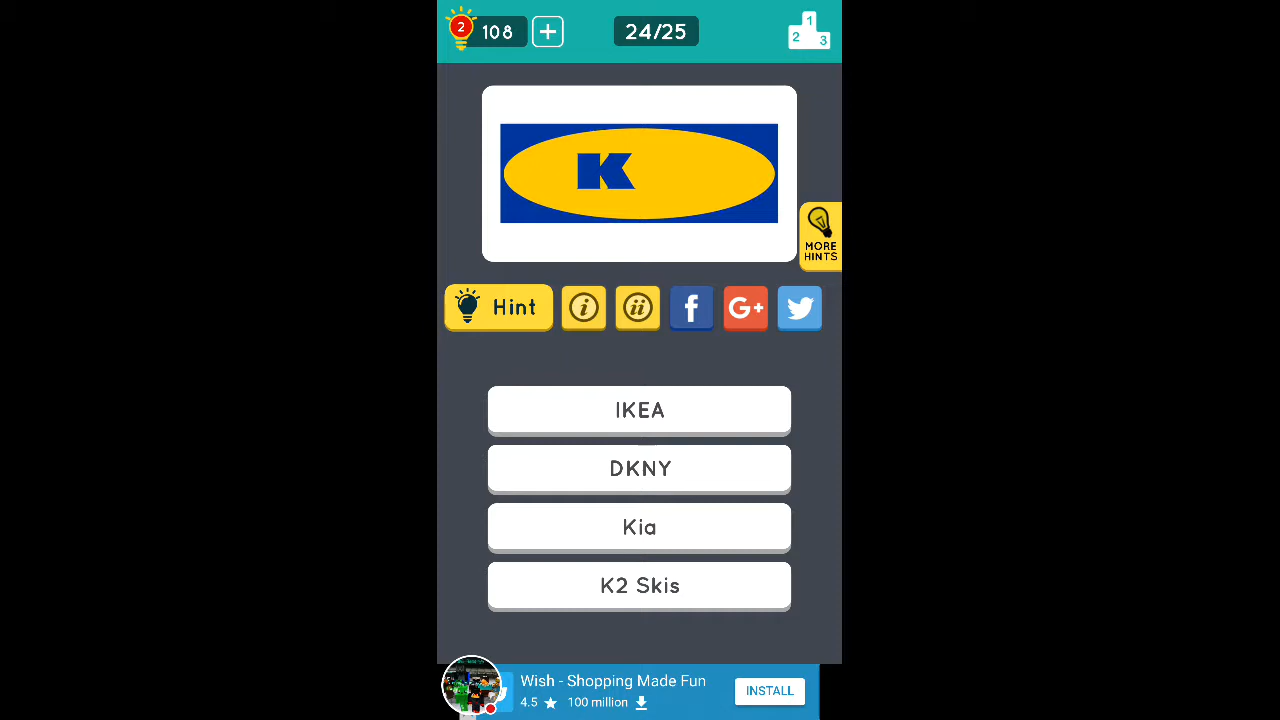 2 108 + 24/25 1 2 3
K
MORE
HINTS
Hint i ii f G+
IKEA
DKNY
Kia
K2 Skis
Wish - Shopping Made Fun
4.5 ★ 100 million
INSTALL